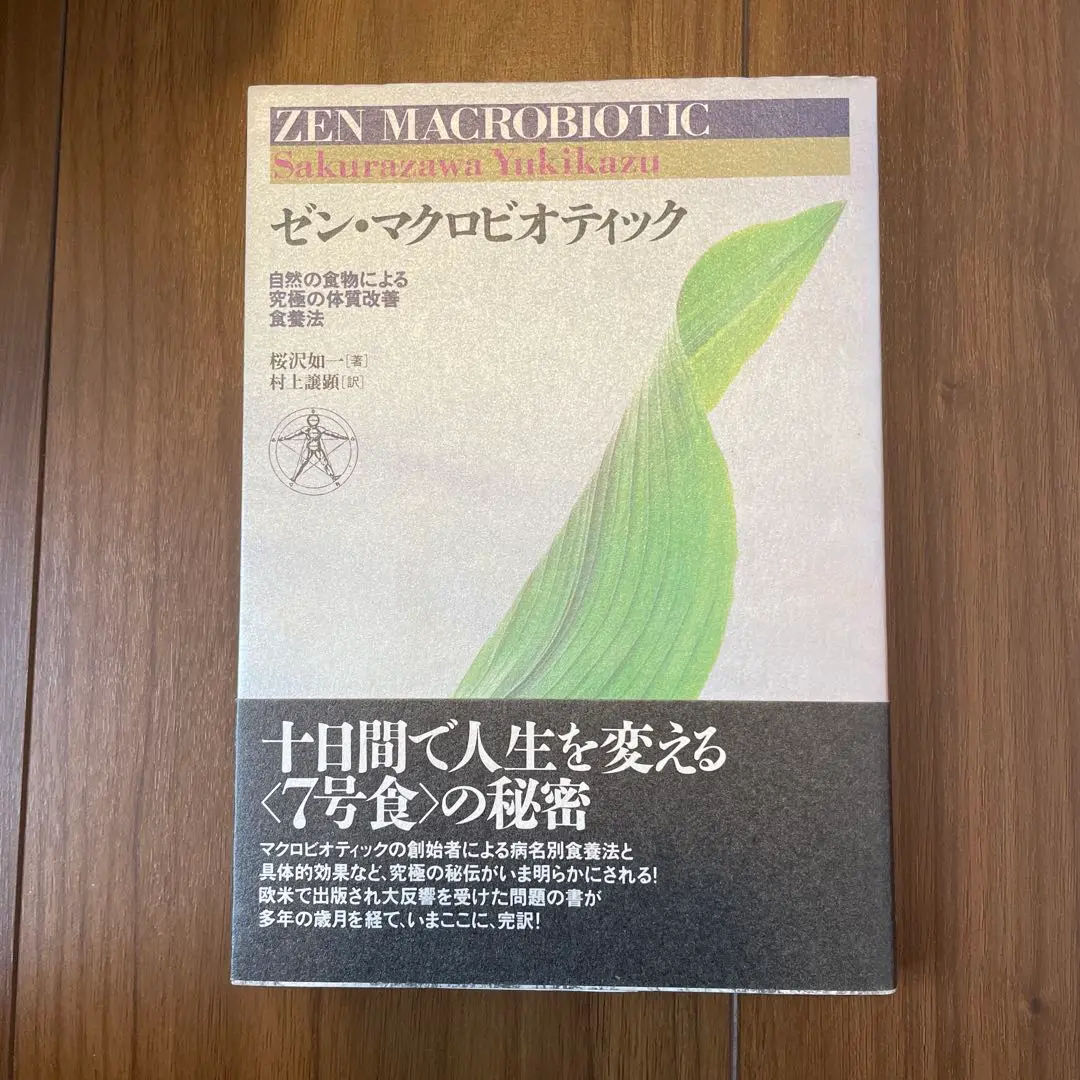 ZEN MACROBIOTIC
Sakurazawa Yukikazu
ゼン・マクロビオティック
自然の食物による
究極の体質改善
食養法
桜沢如一[著]
村上譲顕[訳]
十日間で人生を変える
〈7号食〉の秘密
マクロビオティックの創始者による病名別食養法と
具体的効果など、究極の秘伝がいま明らかにされる!
欧米で出版され大反響を受けた問題の書が
多年の歳月を経て、いまここに、完訳!